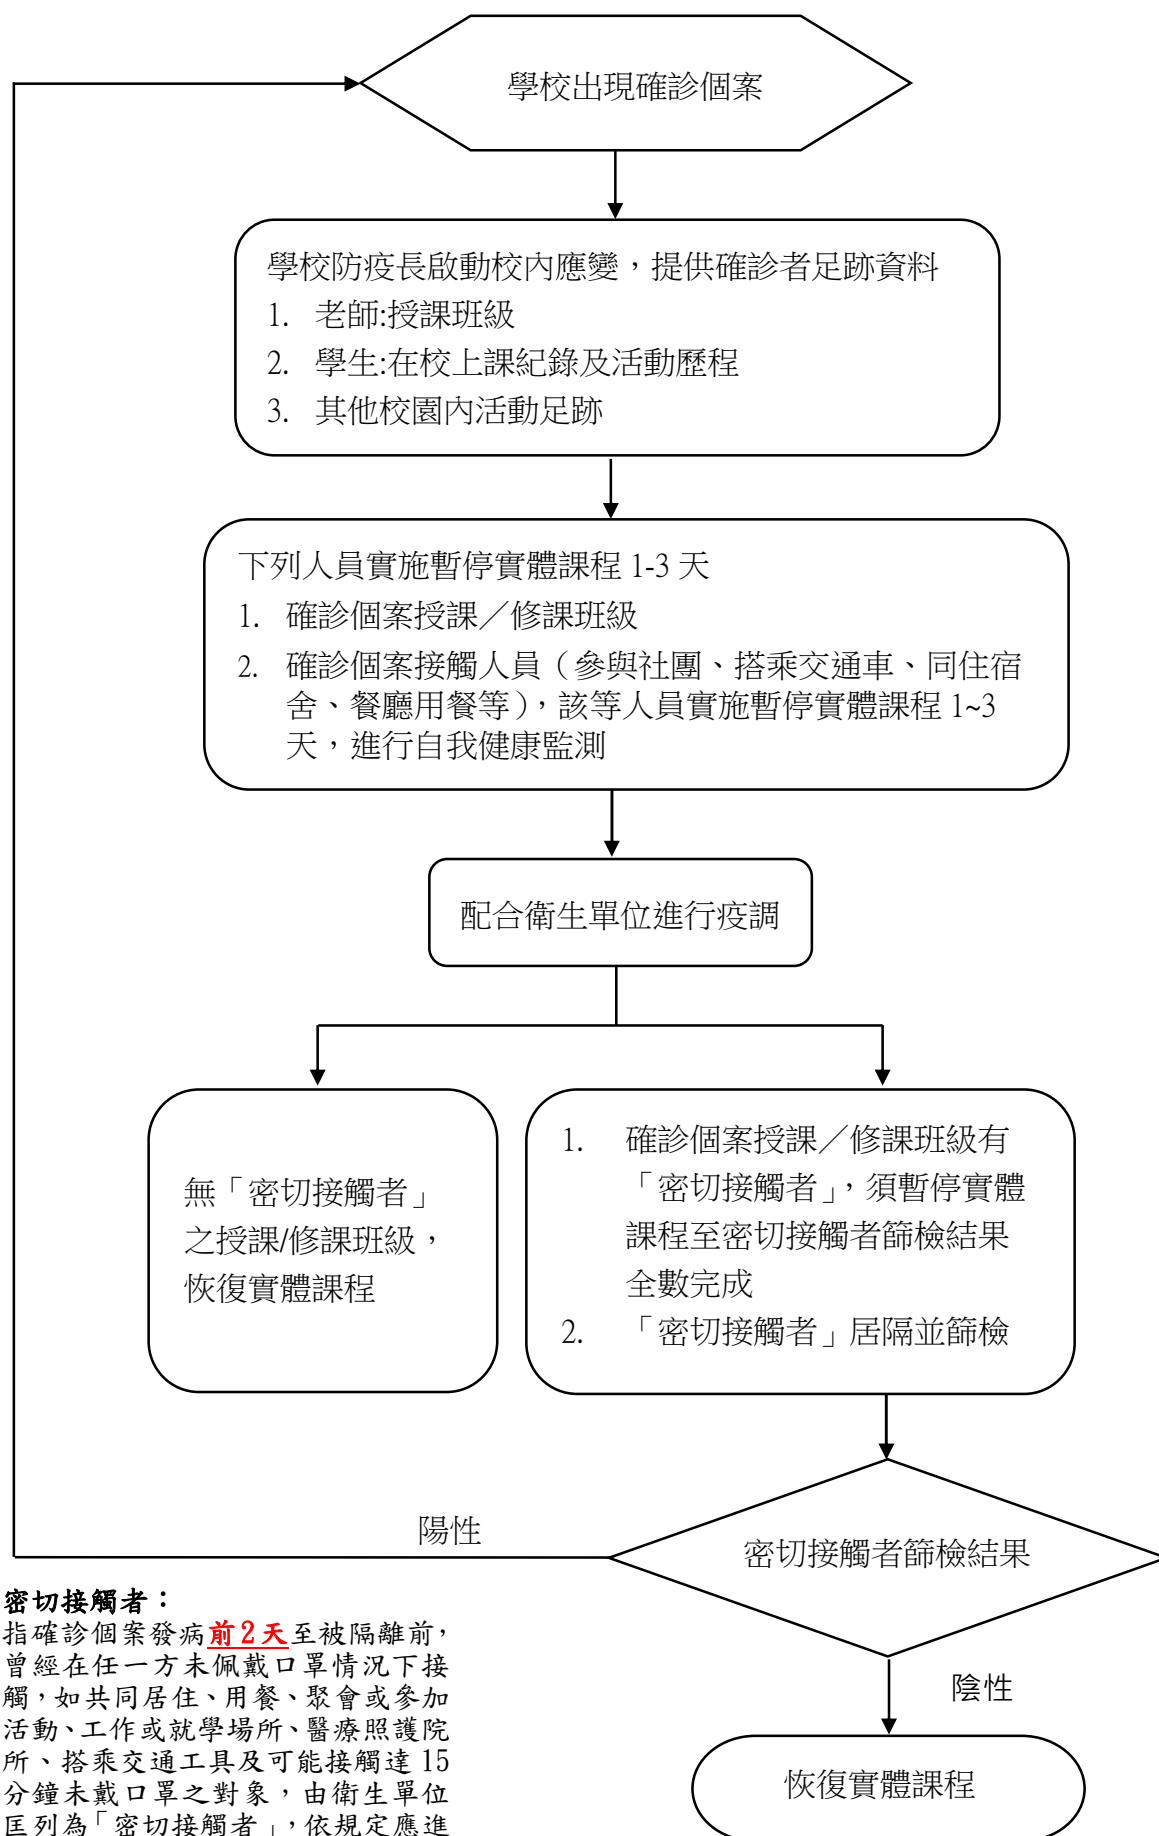 學校出現確診個案
學校防疫長啟動校內應變，提供確診者足跡資料
1. 老師:授課班級
2. 學生:在校上課紀錄及活動歷程
3. 其他校園內活動足跡
下列人員實施暫停實體課程 1-3 天
1. 確診個案授課／修課班級
2. 確診個案接觸人員（參與社團、搭乘交通車、同住宿
舍、餐廳用餐等），該等人員實施暫停實體課程 1~3
天，進行自我健康監測
配合衛生單位進行疫調
無「密切接觸者」
之授課/修課班級，
恢復實體課程
1. 確診個案授課／修課班級有
「密切接觸者」，須暫停實體
課程至密切接觸者篩檢結果
全數完成
2. 「密切接觸者」居隔並篩檢
陽性
密切接觸者篩檢結果
密切接觸者：
指確診個案發病前2天至被隔離前，
曾經在任一方未佩戴口罩情況下接
觸，如共同居住、用餐、聚會或參加
活動、工作或就學場所、醫療照護院
所、搭乘交通工具及可能接觸達 15
分鐘未戴口罩之對象，由衛生單位
匡列為「密切接觸者」，依規定應進
陰性
恢復實體課程